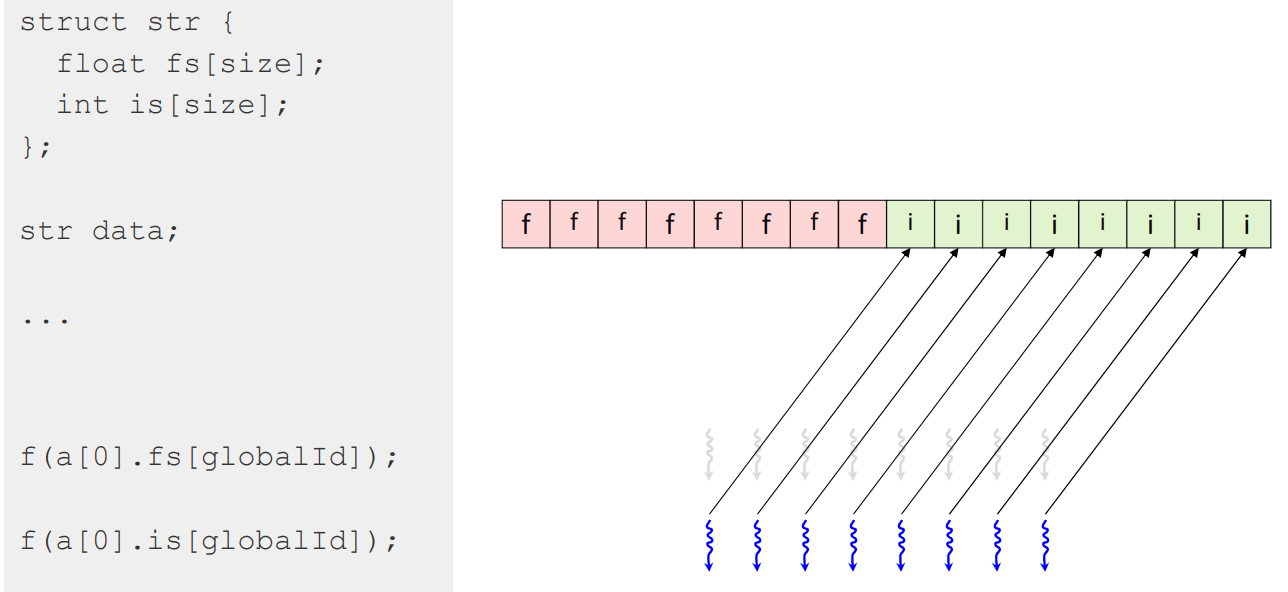 struct str {
float fs[size];
int is[size];
};
str data;
...
f f f f f f f f i i i i i i i i
f(a[0].fs[globalId]);
f(a[0].is[globalId]);